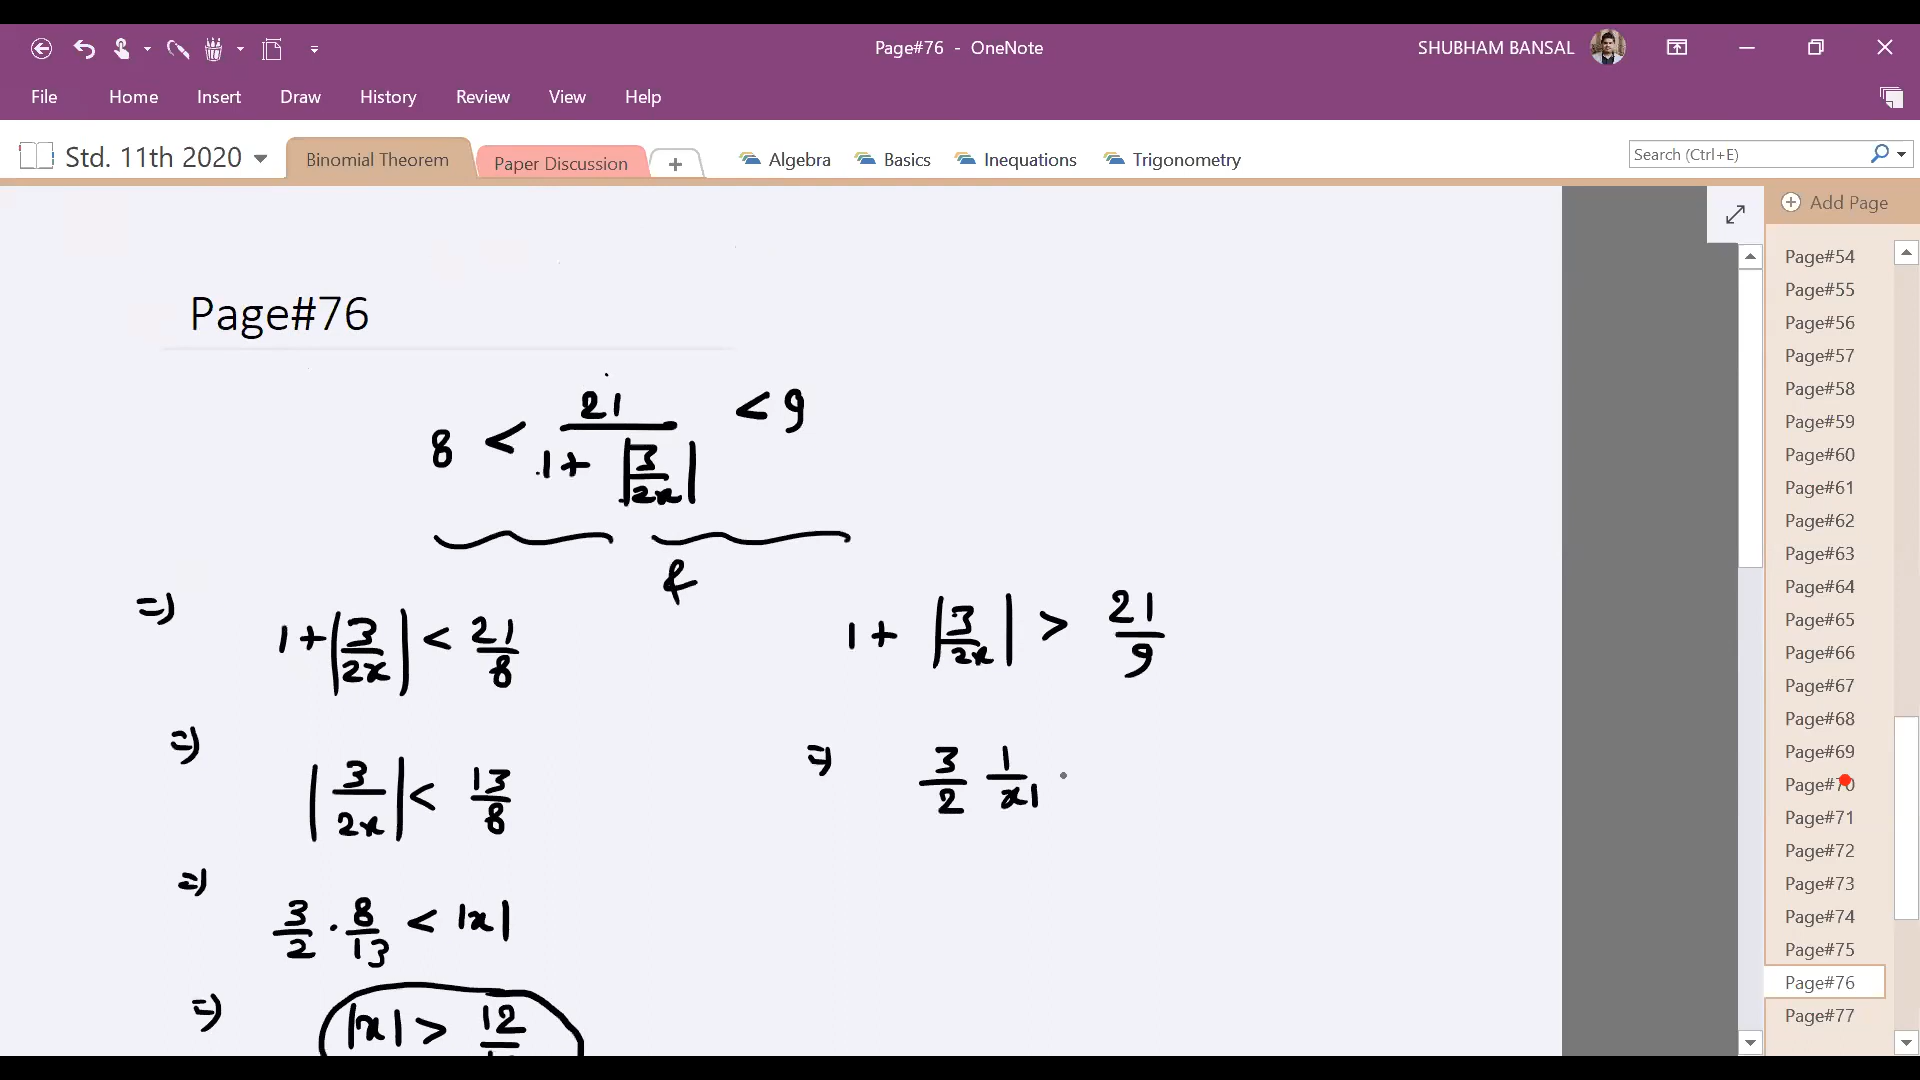 Page#76 - OneNote
SHUBHAM BANSAL
File Home Insert Draw History Review View Help
Std. 11th 2020
Binomial Theorem
Paper Discussion
+
Algebra
Basics
Inequations
Trigonometry
Search (Ctrl+E)
Add Page
Page#76
8 < 21/(1 + |3/2x|) < 9
&
=) 1 + |3/2x| < 21/8
1 + |3/2x| > 21/9
=) |3/2x| < 13/8
=) 3/2 1/x|
=) 3/2 · 8/13 < |x|
=) |x| > 12/
Page#54
Page#55
Page#56
Page#57
Page#58
Page#59
Page#60
Page#61
Page#62
Page#63
Page#64
Page#65
Page#66
Page#67
Page#68
Page#69
Page#70
Page#71
Page#72
Page#73
Page#74
Page#75
Page#76
Page#77